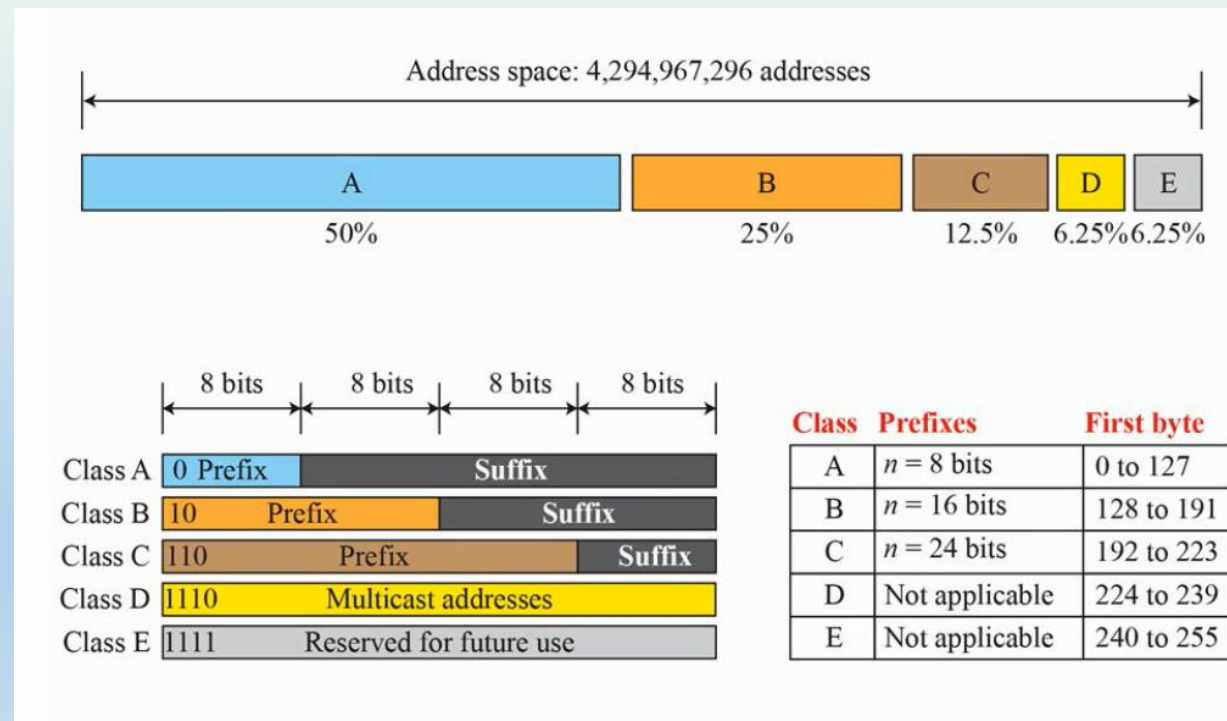 Address space: 4,294,967,296 addresses
A B C D E
50% 25% 12.5% 6.25% 6.25%
8 bits 8 bits 8 bits 8 bits
Class A 0 Prefix Suffix
Class B 10 Prefix Suffix
Class C 110 Prefix Suffix
Class D 1110 Multicast addresses
Class E 1111 Reserved for future use
Class Prefixes First byte
A n = 8 bits 0 to 127
B n = 16 bits 128 to 191
C n = 24 bits 192 to 223
D Not applicable 224 to 239
E Not applicable 240 to 255